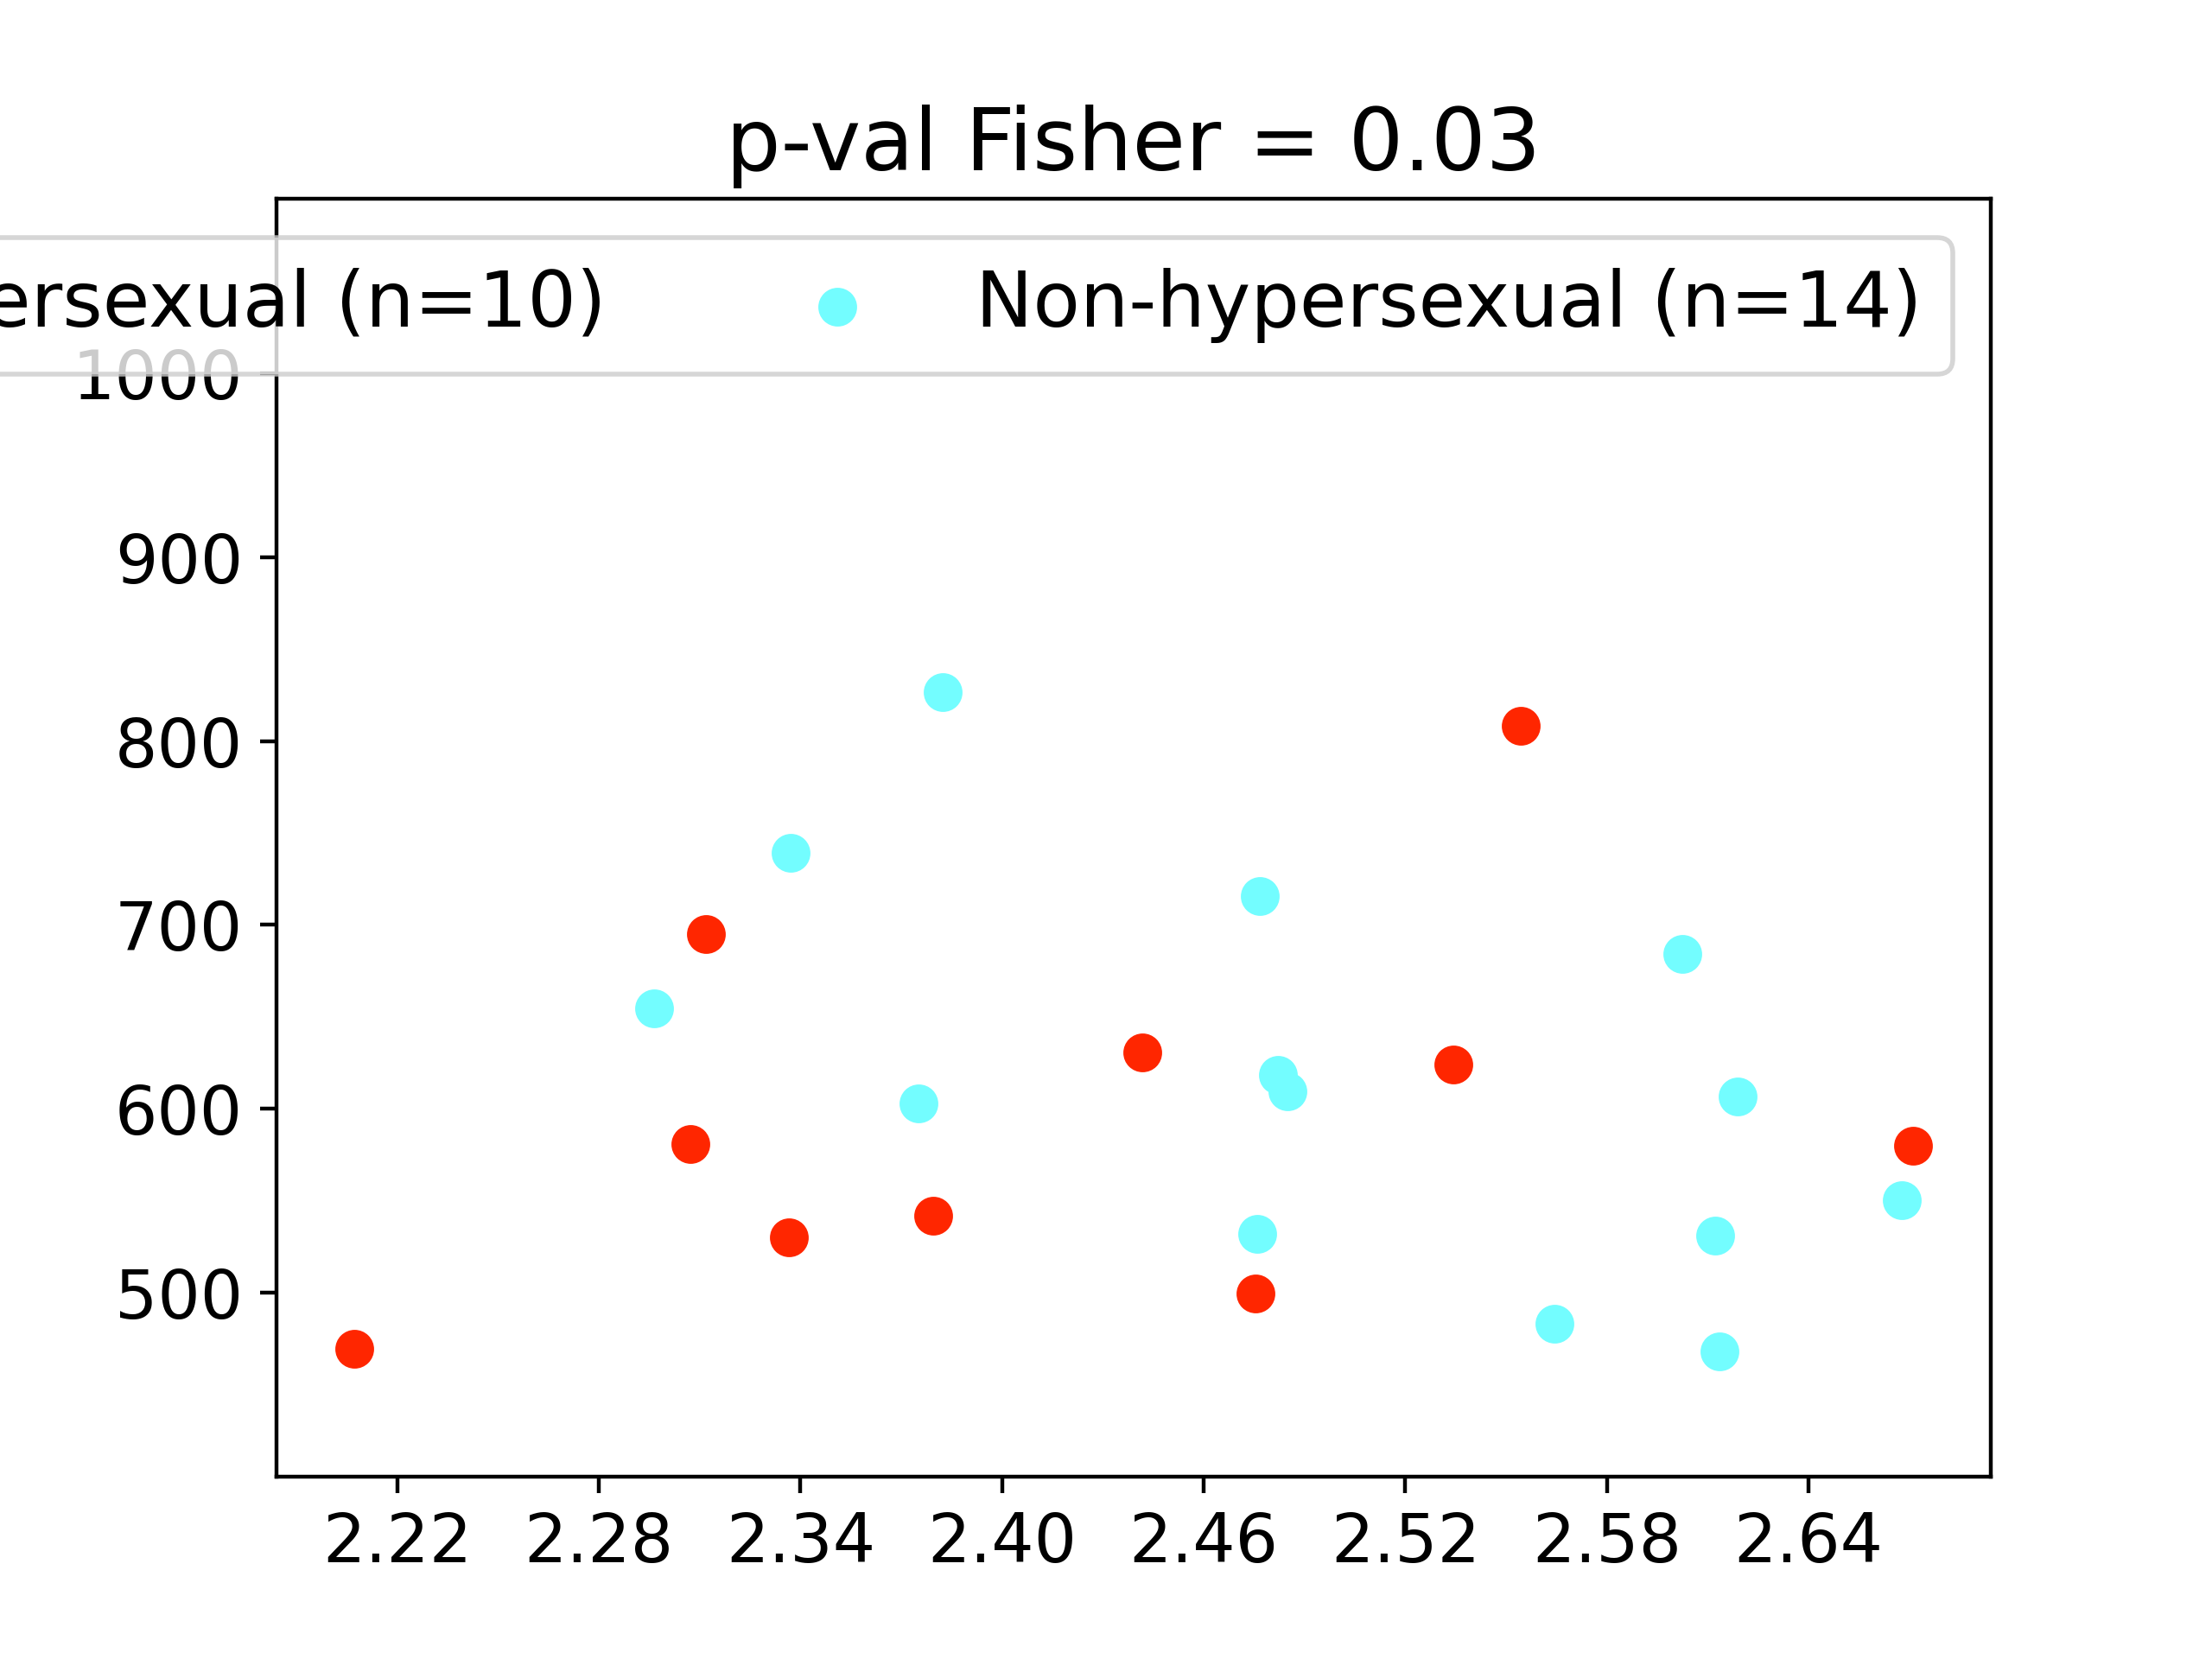 p-val Fisher = 0.03
ersexual (n=10) Non-hypersexual (n=14)
1000
900
800
700
600
500
2.22 2.28 2.34 2.40 2.46 2.52 2.58 2.64